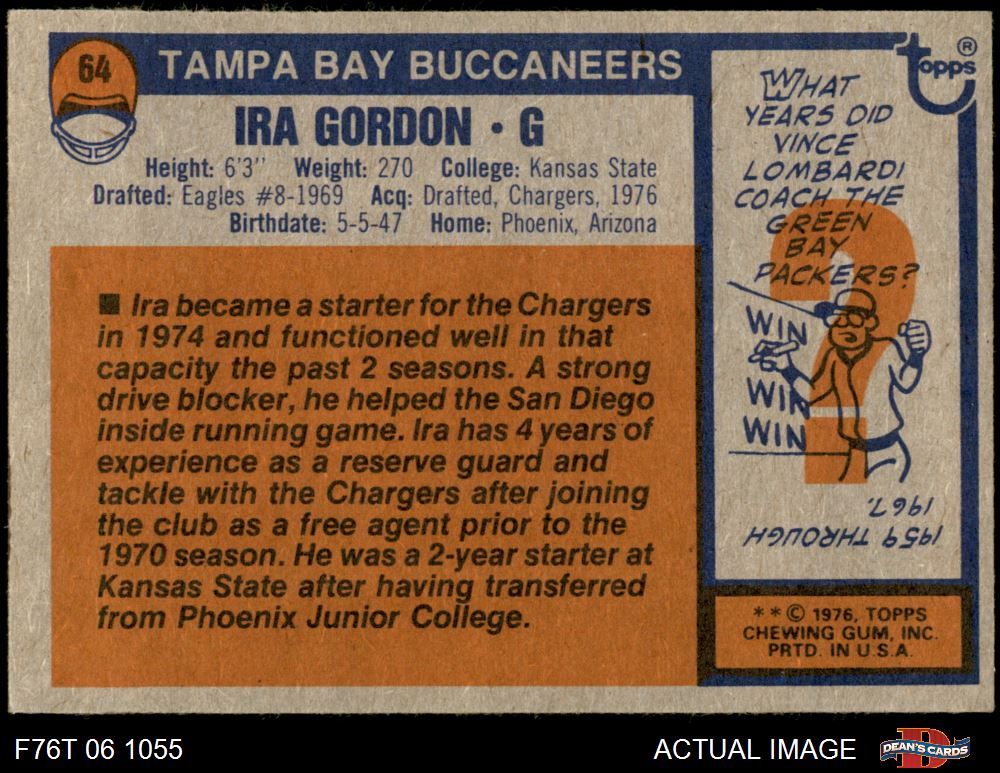 64
TAMPA BAY BUCCANEERS
IRA GORDON • G
Height: 6'3'' Weight: 270 College: Kansas State
Drafted: Eagles #8-1969 Acq: Drafted, Chargers, 1976
Birthdate: 5-5-47 Home: Phoenix, Arizona
■ Ira became a starter for the Chargers
in 1974 and functioned well in that
capacity the past 2 seasons. A strong
drive blocker, he helped the San Diego
inside running game. Ira has 4 years of
experience as a reserve guard and
tackle with the Chargers after joining
the club as a free agent prior to the
1970 season. He was a 2-year starter at
Kansas State after having transferred
from Phoenix Junior College.
Topps ®
WHAT
YEARS DID
VINCE
LOMBARDI
COACH THE
GREEN
BAY
PACKERS?
WIN
WIN
WIN
1959 THROUGH
1967.
* * © 1976, TOPPS
CHEWING GUM, INC.
PRTD. IN U.S.A.
F76T 06 1055
ACTUAL IMAGE
DEAN'S CARDS